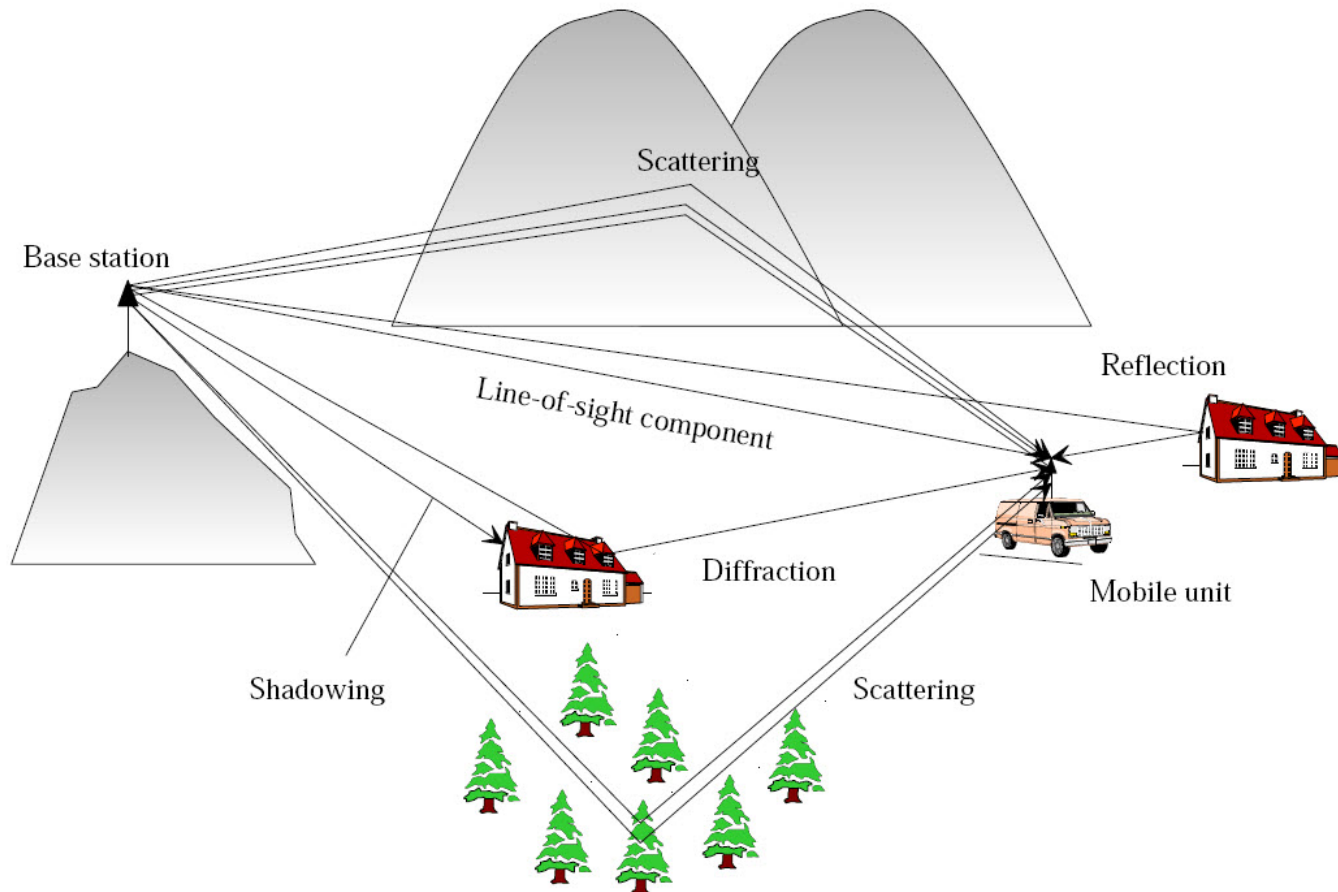 Scattering
Base station
Reflection
Line-of-sight component
Diffraction
Mobile unit
Shadowing
Scattering